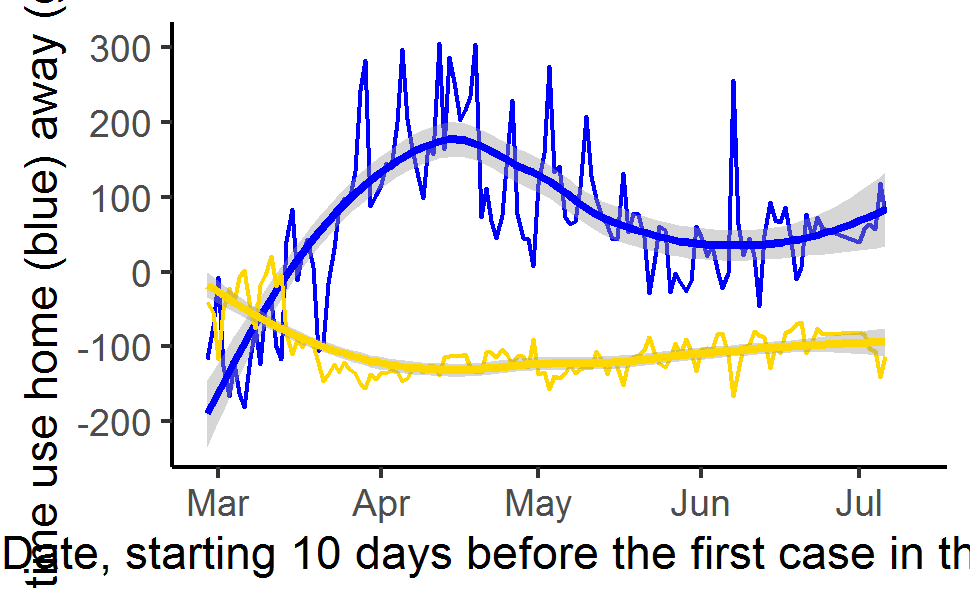 time use home (blue) away (
300
200
100
0
-100
-200
Mar Apr May Jun Jul
Date, starting 10 days before the first case in th